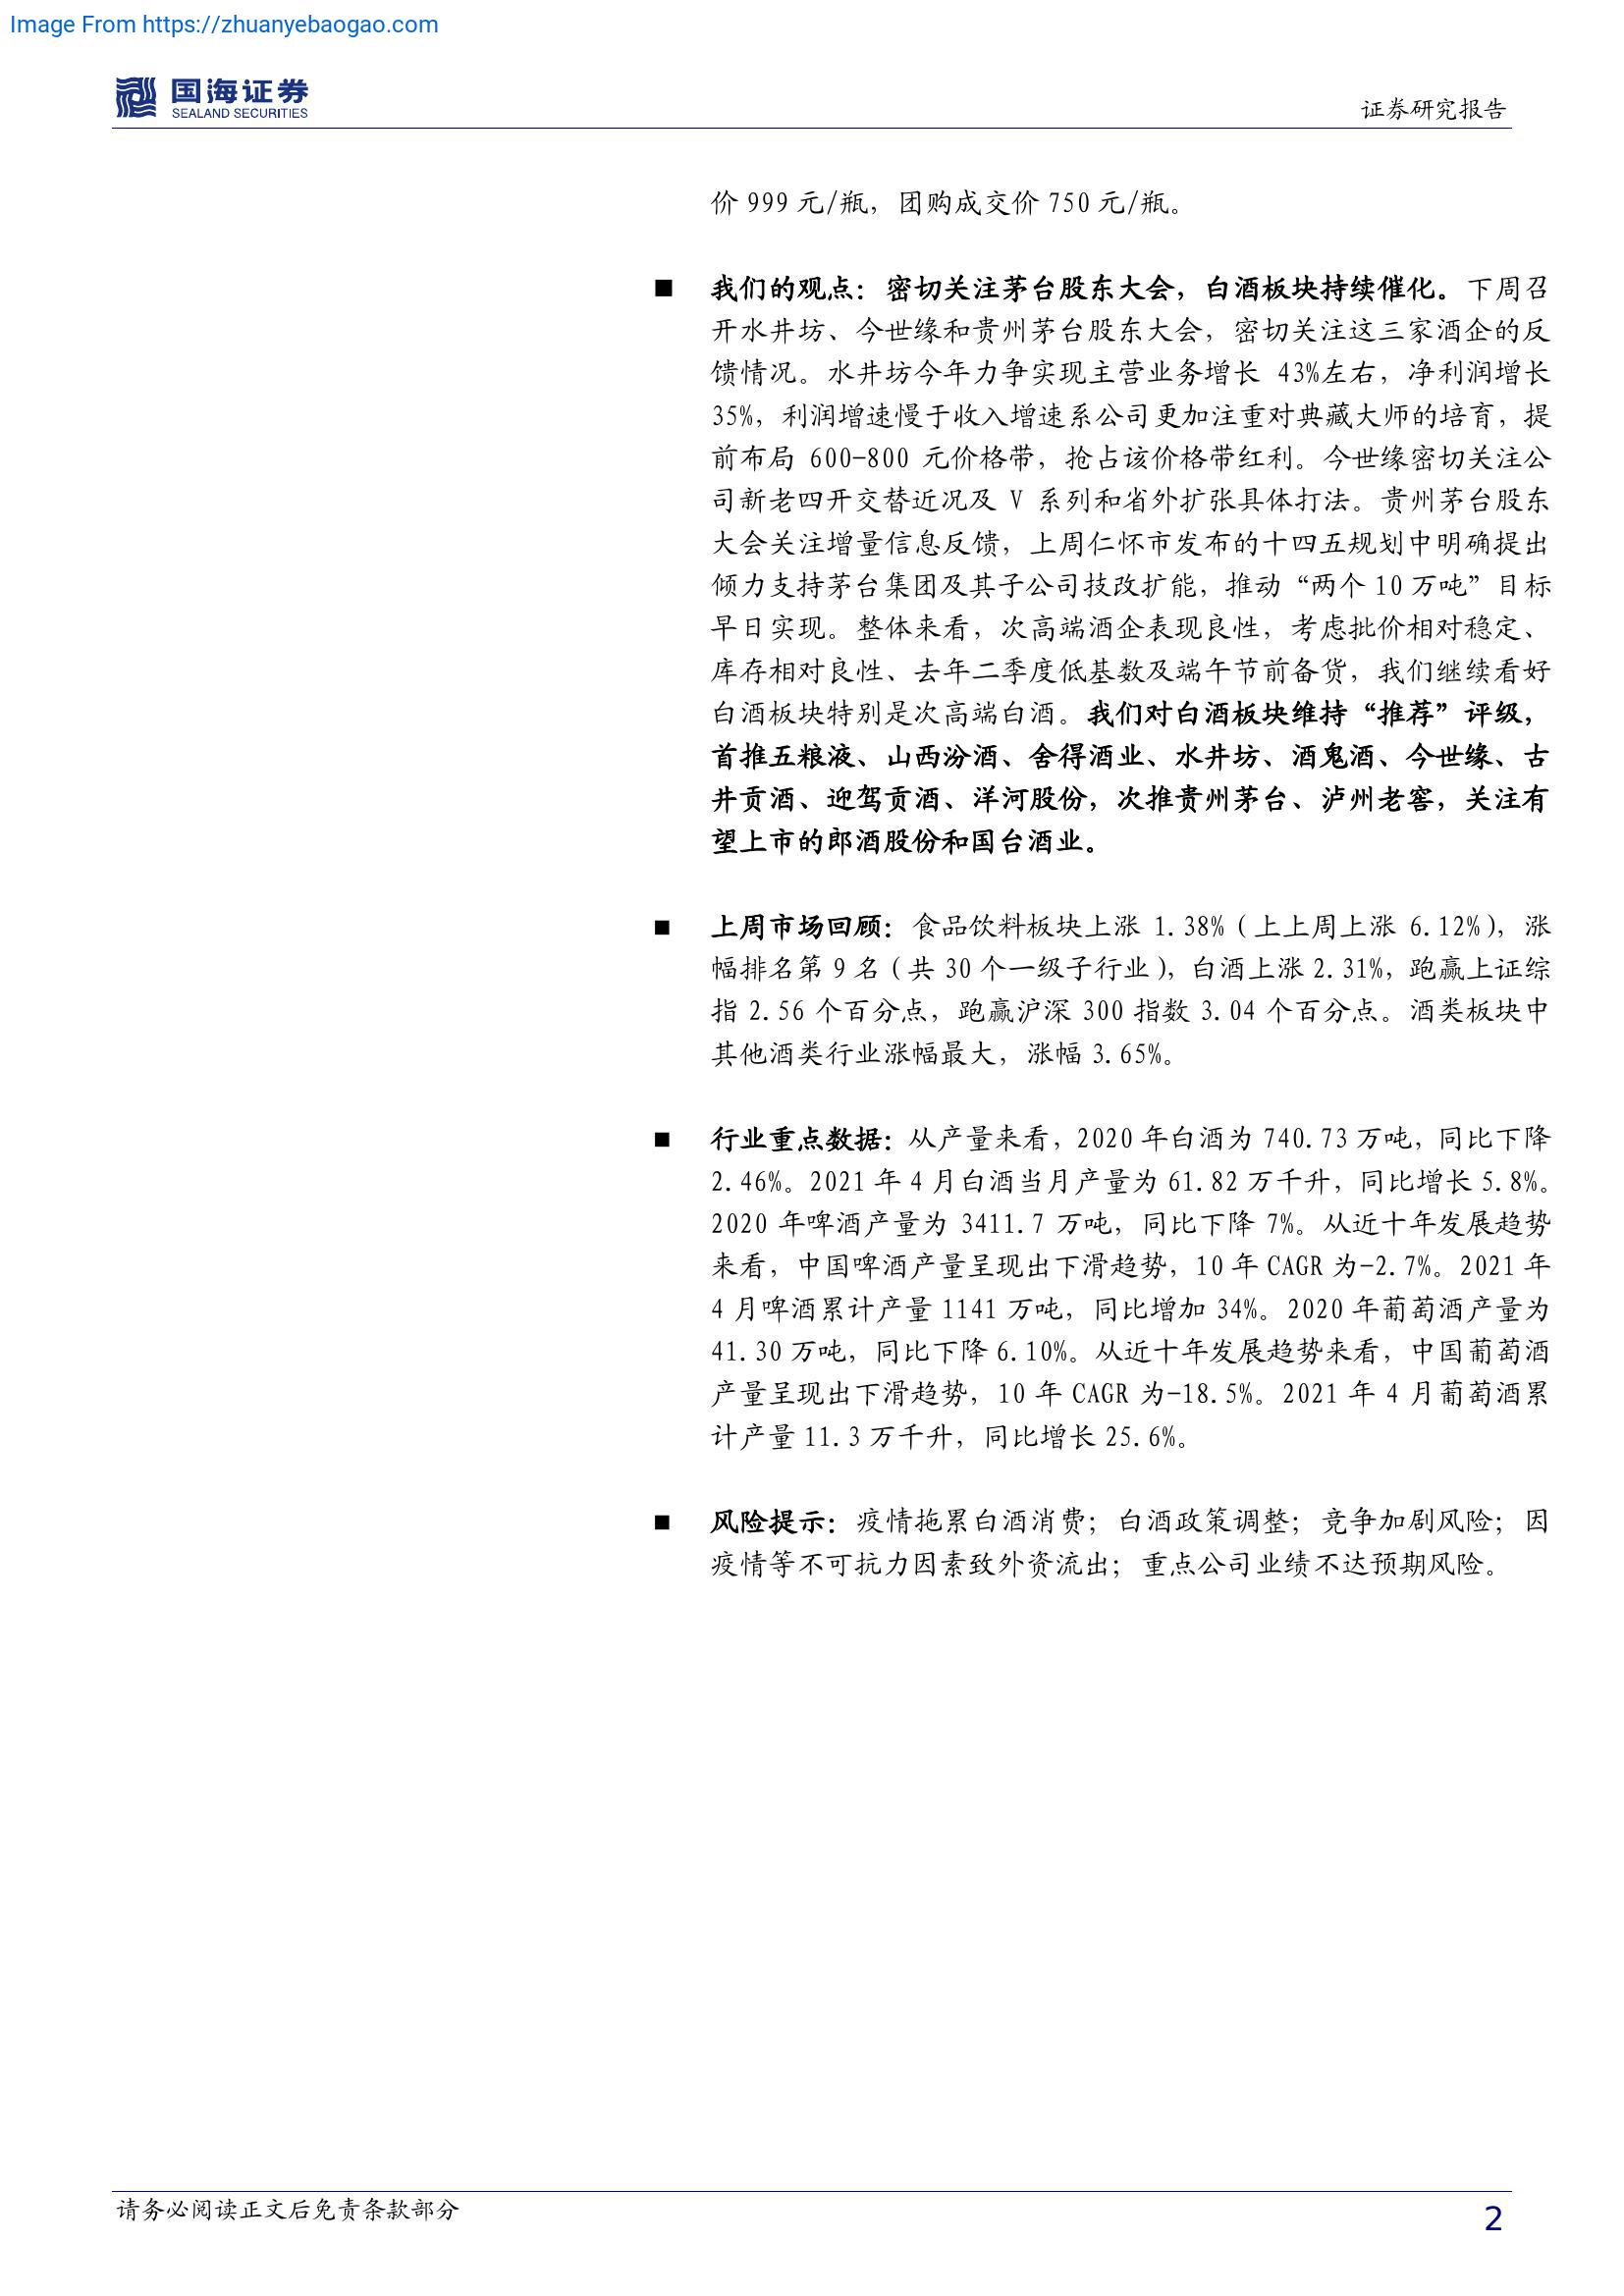 Image From https://zhuanyebaogao.com
国海证券
SEALAND SECURITIES
证券研究报告
价 999 元/瓶，团购成交价 750 元/瓶。
■ 我们的观点：密切关注茅台股东大会，白酒板块持续催化。下周召
开水井坊、今世缘和贵州茅台股东大会，密切关注这三家酒企的反
馈情况。水井坊今年力争实现主营业务增长 43%左右，净利润增长
35%，利润增速慢于收入增速系公司更加注重对典藏大师的培育，提
前布局 600-800 元价格带，抢占该价格带红利。今世缘密切关注公
司新老四开交替近况及 V 系列和省外扩张具体打法。贵州茅台股东
大会关注增量信息反馈，上周仁怀市发布的十四五规划中明确提出
倾力支持茅台集团及其子公司技改扩能，推动“两个 10 万吨”目标
早日实现。整体来看，次高端酒企表现良性，考虑批价相对稳定、
库存相对良性、去年二季度低基数及端午节前备货，我们继续看好
白酒板块特别是次高端白酒。我们对白酒板块维持“推荐”评级，
首推五粮液、山西汾酒、舍得酒业、水井坊、酒鬼酒、今世缘、古
井贡酒、迎驾贡酒、洋河股份，次推贵州茅台、泸州老窖，关注有
望上市的郎酒股份和国台酒业。
■ 上周市场回顾：食品饮料板块上涨 1.38%（上上周上涨 6.12%），涨
幅排名第 9 名（共 30 个一级子行业），白酒上涨 2.31%，跑赢上证综
指 2.56 个百分点，跑赢沪深 300 指数 3.04 个百分点。酒类板块中
其他酒类行业涨幅最大，涨幅 3.65%。
■ 行业重点数据：从产量来看，2020 年白酒为 740.73 万吨，同比下降
2.46%。2021 年 4 月白酒当月产量为 61.82 万千升，同比增长 5.8%。
2020 年啤酒产量为 3411.7 万吨，同比下降 7%。从近十年发展趋势
来看，中国啤酒产量呈现出下滑趋势，10 年 CAGR 为-2.7%。2021 年
4 月啤酒累计产量 1141 万吨，同比增加 34%。2020 年葡萄酒产量为
41.30 万吨，同比下降 6.10%。从近十年发展趋势来看，中国葡萄酒
产量呈现出下滑趋势，10 年 CAGR 为-18.5%。2021 年 4 月葡萄酒累
计产量 11.3 万千升，同比增长 25.6%。
■ 风险提示：疫情拖累白酒消费；白酒政策调整；竞争加剧风险；因
疫情等不可抗力因素致外资流出；重点公司业绩不达预期风险。
请务必阅读正文后免责条款部分
2